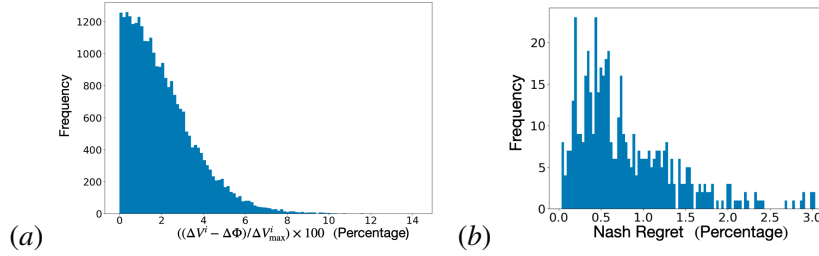 1200
1000
800
600
400
200
0
Frequency
0 2 4 6 8 10 12 14
((ΔV^i − ΔΦ)/ΔV^i_max) × 100 (Percentage)
(a)
20
15
10
5
0
Frequency
0.0 0.5 1.0 1.5 2.0 2.5 3.0
Nash Regret (Percentage)
(b)